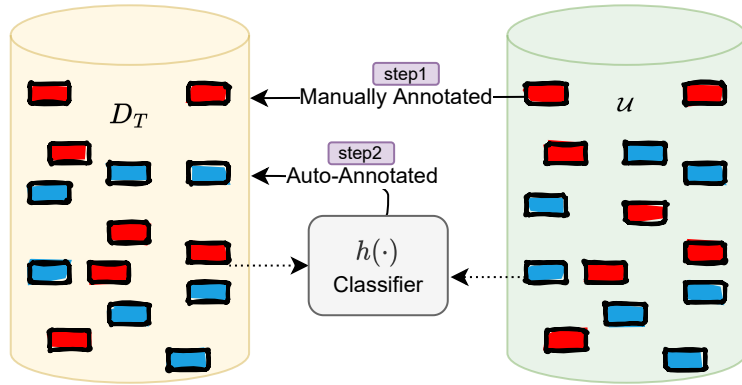 step1
Manually Annotated
D_T
u
step2
Auto-Annotated
h(·)
Classifier